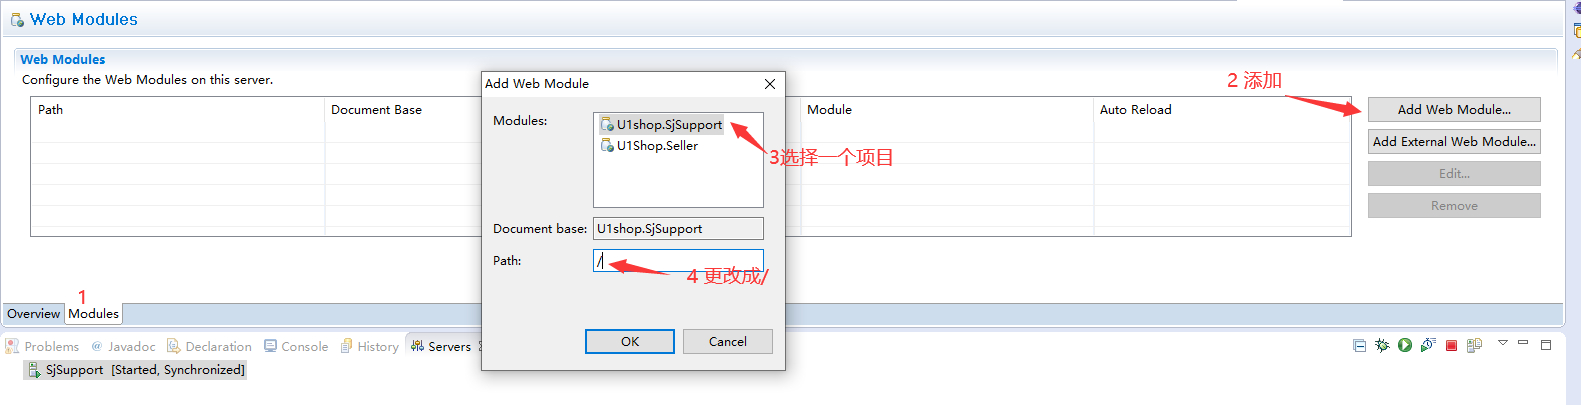 Web Modules
Web Modules
Configure the Web Modules on this server.
Path Document Base Module Auto Reload
2 添加
Add Web Module...
Add External Web Module...
Edit...
Remove
Add Web Module
Modules:
U1shop.SjSupport
U1Shop.Seller
3选择一个项目
Document base: U1shop.SjSupport
Path: /
4 更改成/
OK Cancel
1
Overview Modules
Problems @ Javadoc Declaration Console History Servers
SjSupport [Started, Synchronized]